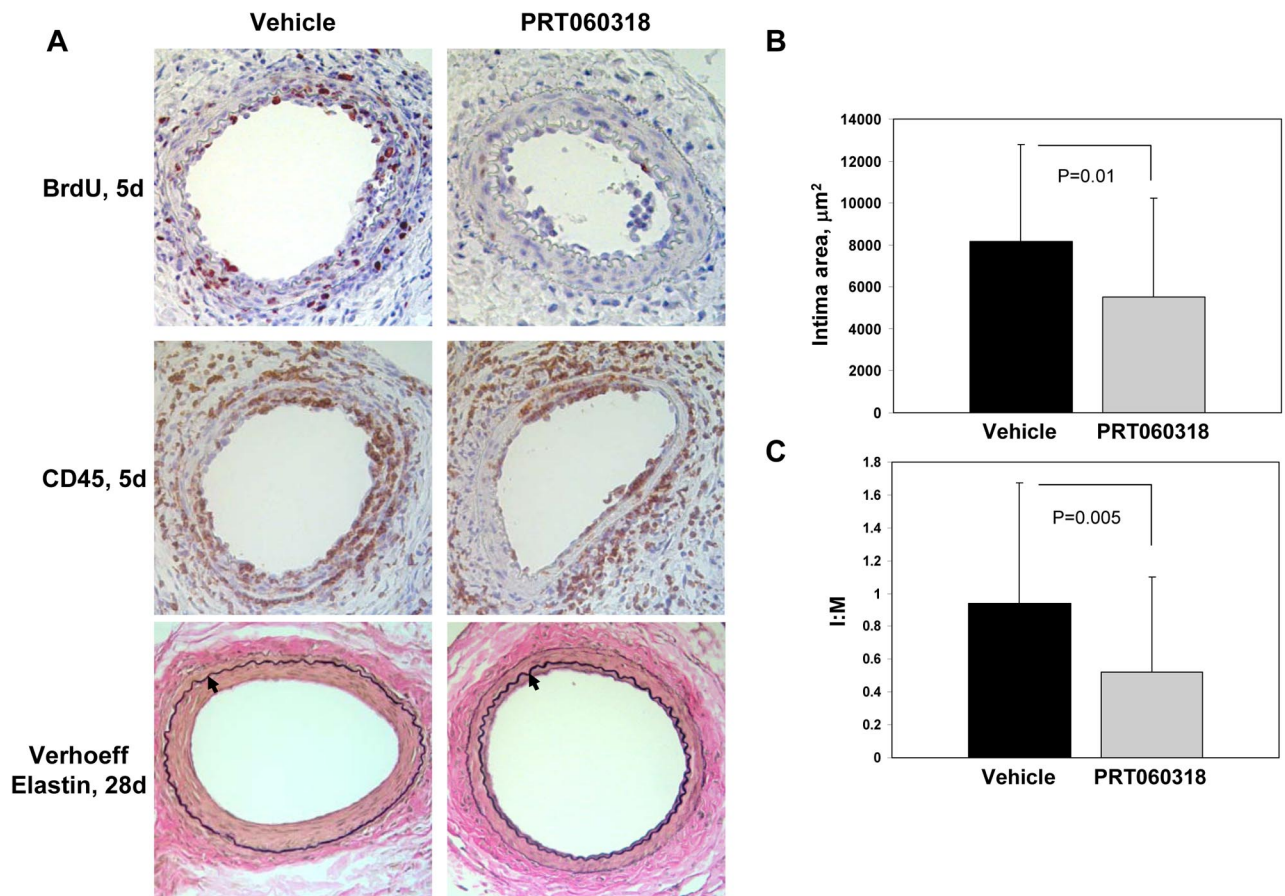 A
Vehicle
PRT060318
BrdU, 5d
CD45, 5d
Verhoeff
Elastin, 28d
B
Intima area, μm²
14000
12000
10000
8000
6000
4000
2000
0
P=0.01
Vehicle
PRT060318
C
I:M
1.8
1.6
1.4
1.2
1
0.8
0.6
0.4
0.2
0
P=0.005
Vehicle
PRT060318